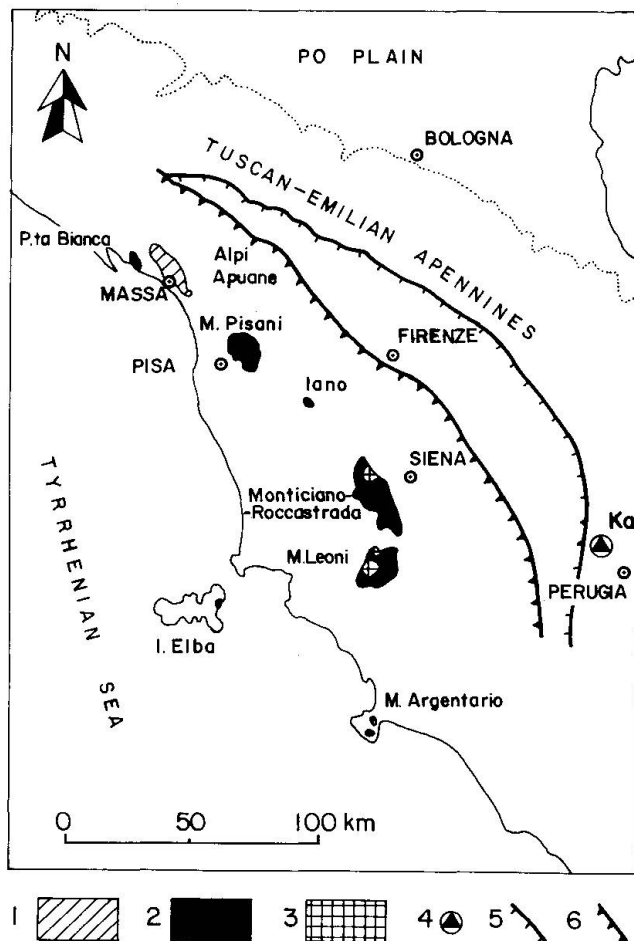 PO PLAIN
N
BOLOGNA
TUSCAN-EMILIAN APENNINES
P.ta Bianca
Alpi
Apuane
MASSA
M. Pisani
FIRENZE
PISA
Iano
SIENA
Monticiano-
-Roccastrada
Ka
M. Leoni
PERUGIA
I. Elba
TYRRHENIAN SEA
M. Argentario
0 50 100 km
1 2 3 4 5 6